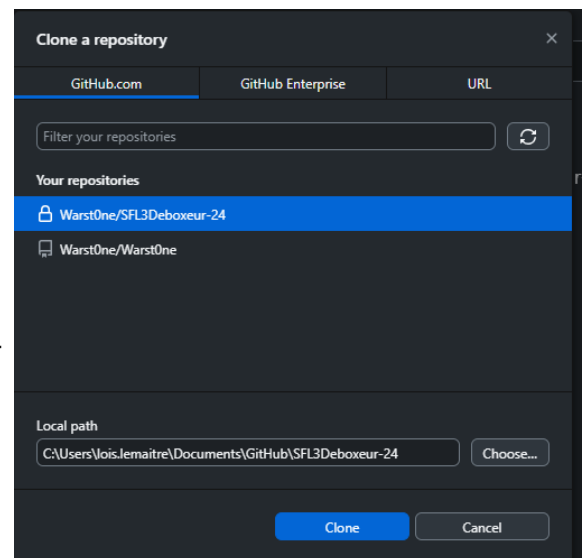 Clone a repository
GitHub.com GitHub Enterprise URL
Filter your repositories
Your repositories
Warst0ne/SFL3Deboxeur-24
Warst0ne/Warst0ne
Local path
C:\Users\lois.lemaitre\Documents\GitHub\SFL3Deboxeur-24 Choose...
Clone Cancel